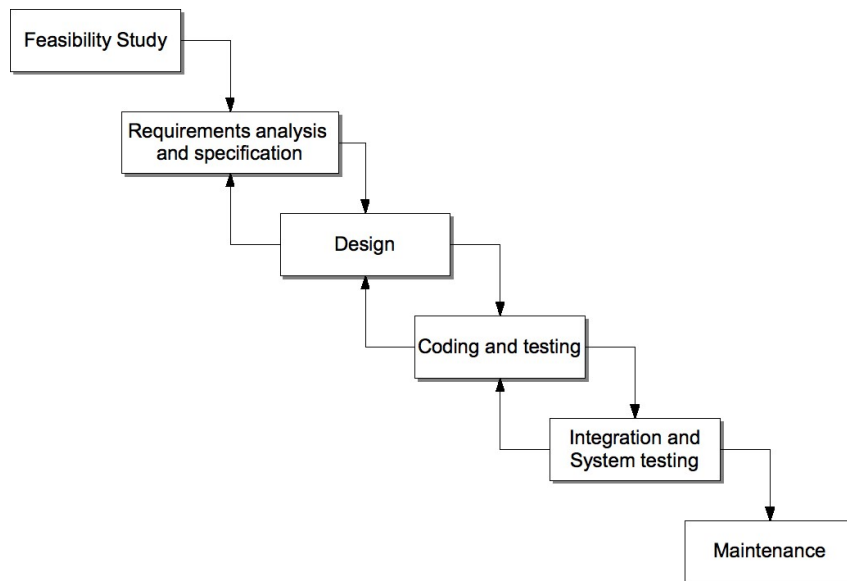 Feasibility Study
Requirements analysis
and specification
Design
Coding and testing
Integration and
System testing
Maintenance